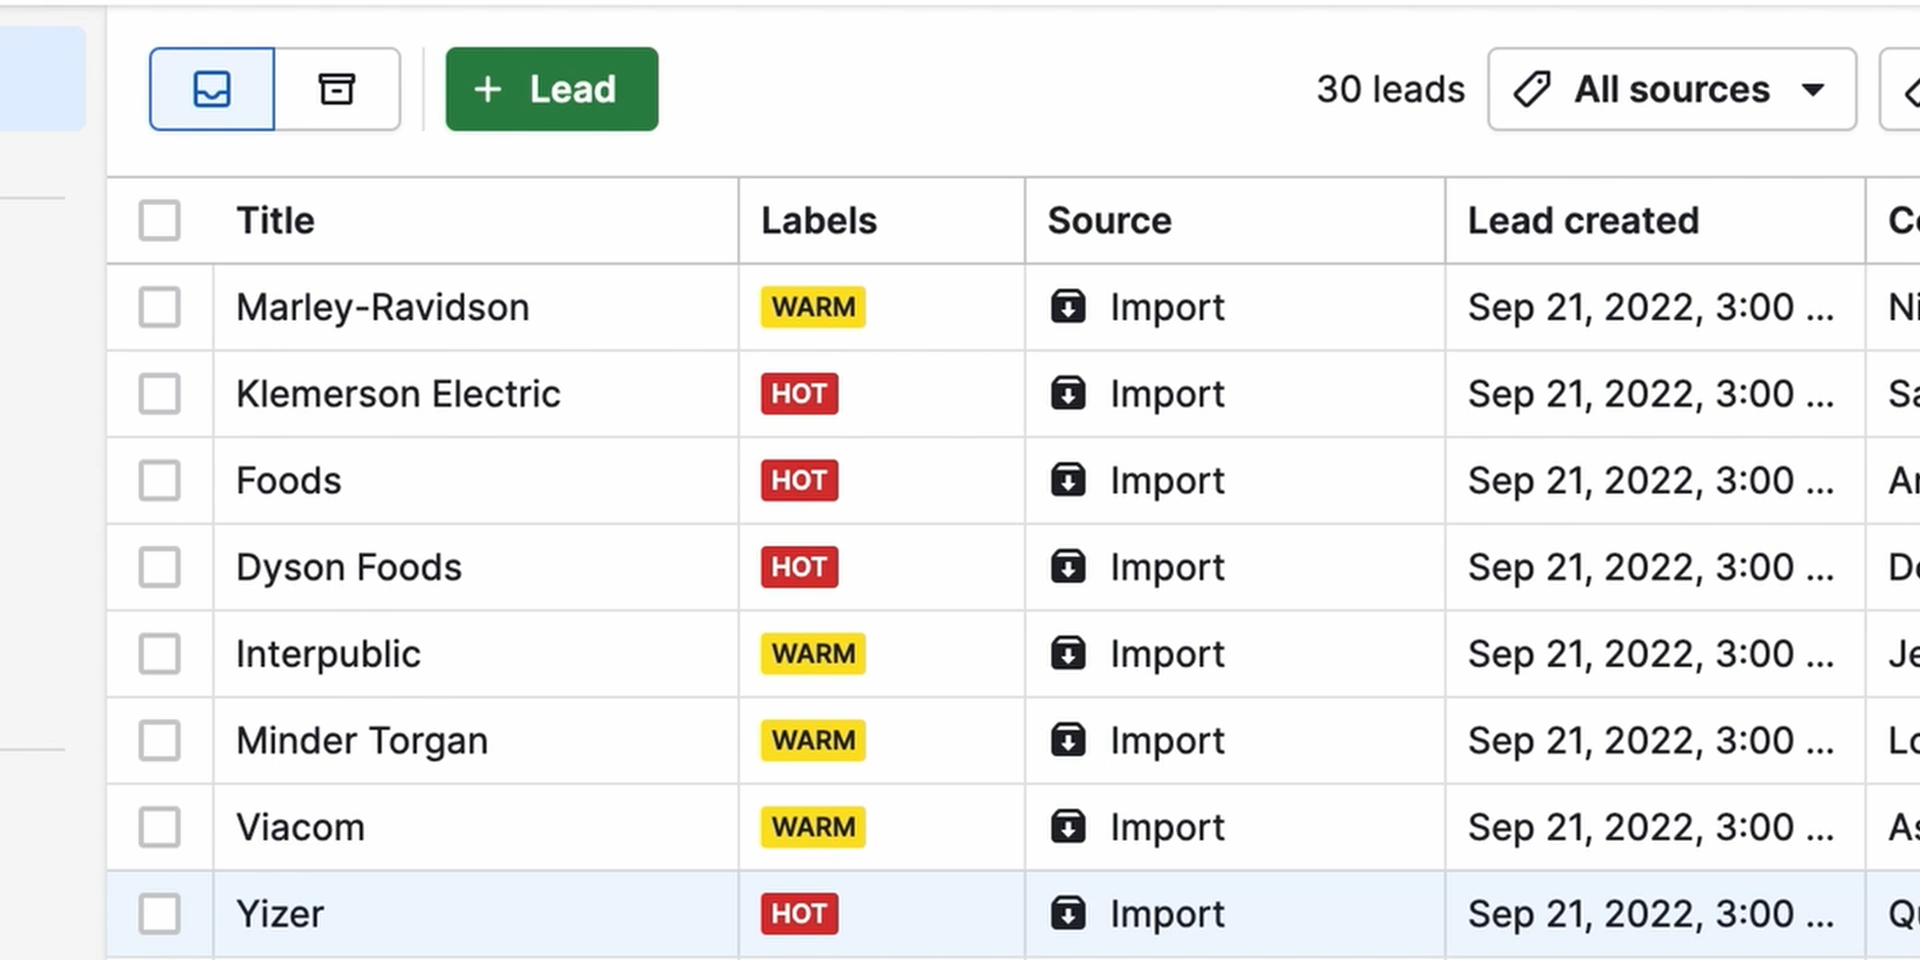 + Lead 30 leads All sources
Title Labels Source Lead created
Marley-Ravidson WARM Import Sep 21, 2022, 3:00 ...
Klemerson Electric HOT Import Sep 21, 2022, 3:00 ...
Foods HOT Import Sep 21, 2022, 3:00 ...
Dyson Foods HOT Import Sep 21, 2022, 3:00 ...
Interpublic WARM Import Sep 21, 2022, 3:00 ...
Minder Torgan WARM Import Sep 21, 2022, 3:00 ...
Viacom WARM Import Sep 21, 2022, 3:00 ...
Yizer HOT Import Sep 21, 2022, 3:00 ...